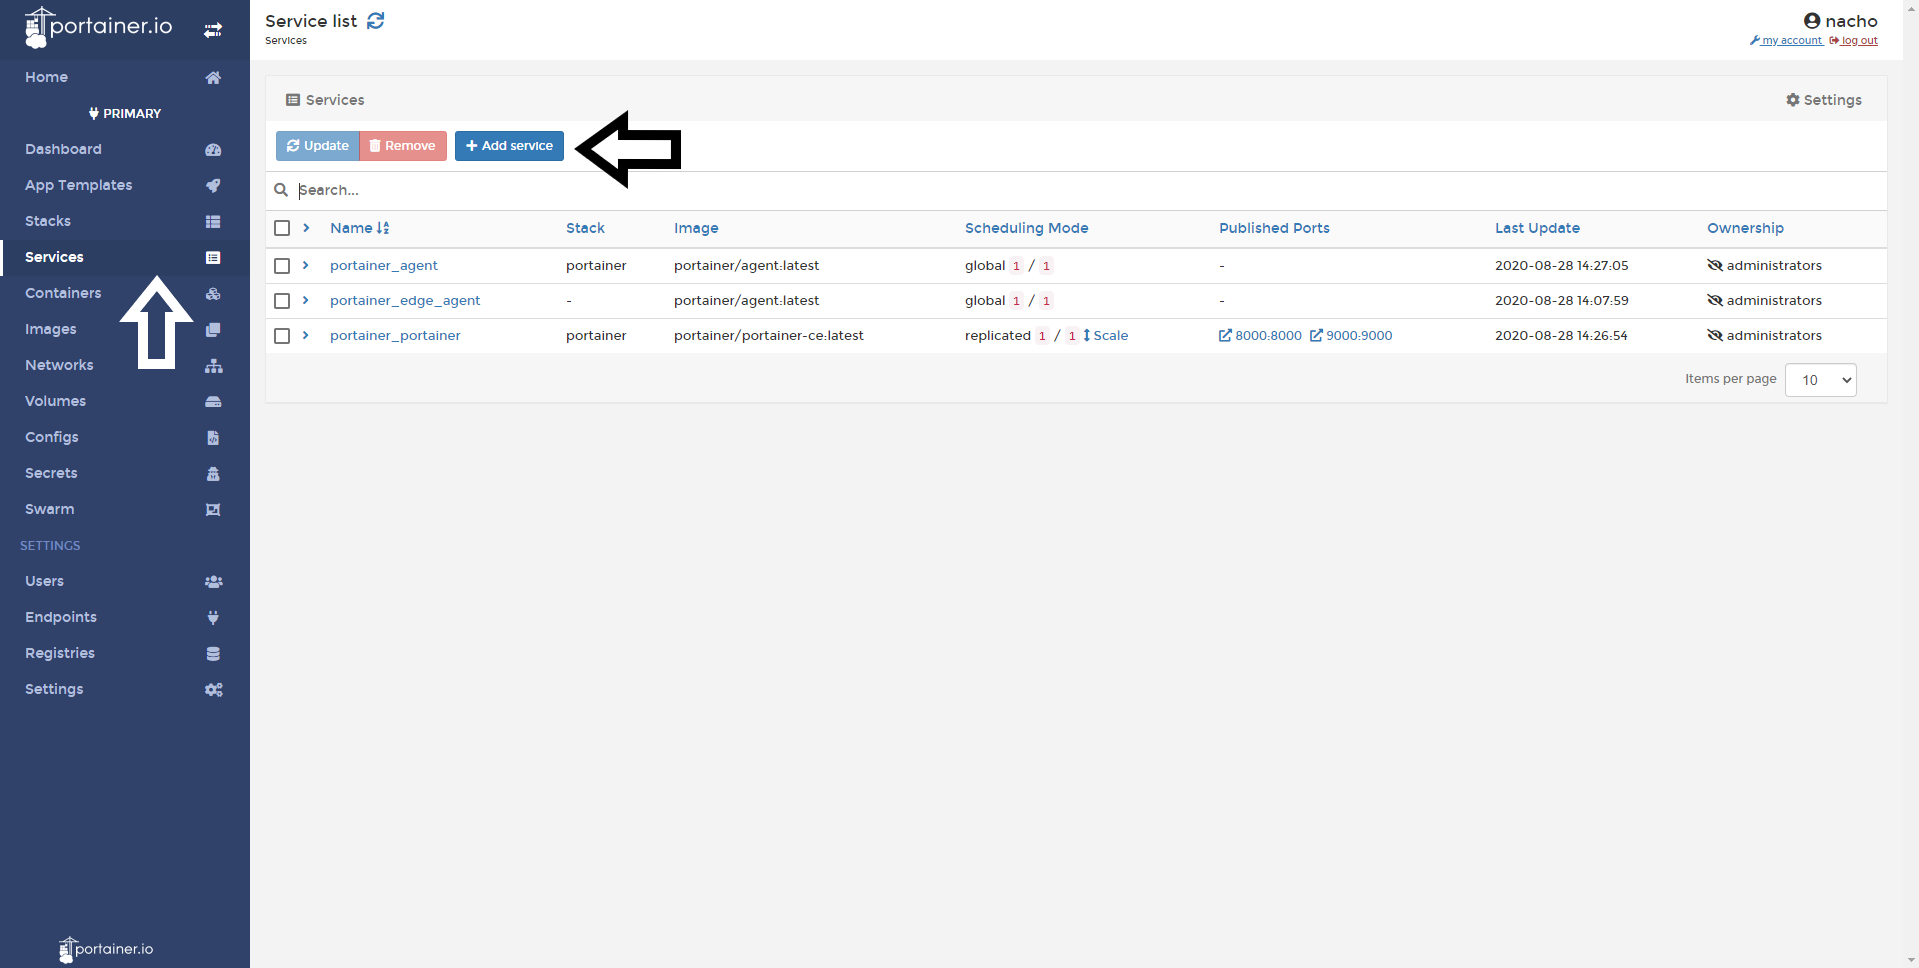 portainer.io
Home
PRIMARY
Dashboard
App Templates
Stacks
Services
Containers
Images
Networks
Volumes
Configs
Secrets
Swarm
SETTINGS
Users
Endpoints
Registries
Settings
portainer.io
Service list
Services
nacho
my account log out
Services Settings
Update Remove Add service
Search...
Name Stack Image Scheduling Mode Published Ports Last Update Ownership
portainer_agent portainer portainer/agent:latest global 1 / 1 - 2020-08-28 14:27:05 administrators
portainer_edge_agent - portainer/agent:latest global 1 / 1 - 2020-08-28 14:07:59 administrators
portainer_portainer portainer portainer/portainer-ce:latest replicated 1 / 1 Scale 8000:8000 9000:9000 2020-08-28 14:26:54 administrators
Items per page 10